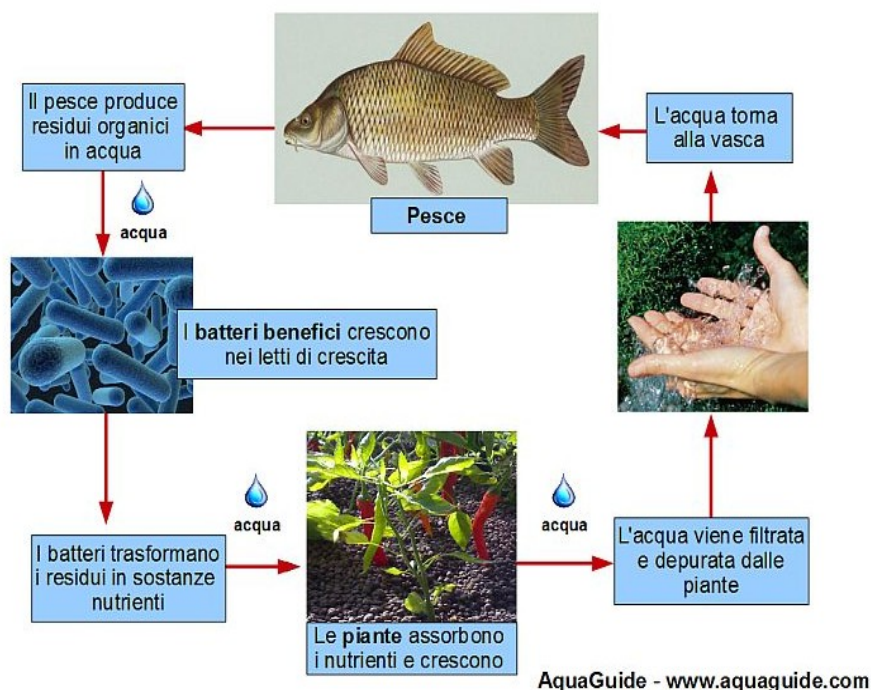 Il pesce produce
residui organici
in acqua
acqua
I batteri benefici crescono
nei letti di crescita
I batteri trasformano
i residui in sostanze
nutrienti
acqua
Le piante assorbono
i nutrienti e crescono
acqua
L'acqua viene filtrata
e depurata dalle
piante
L'acqua torna
alla vasca
Pesce
AquaGuide - www.aquaguide.com